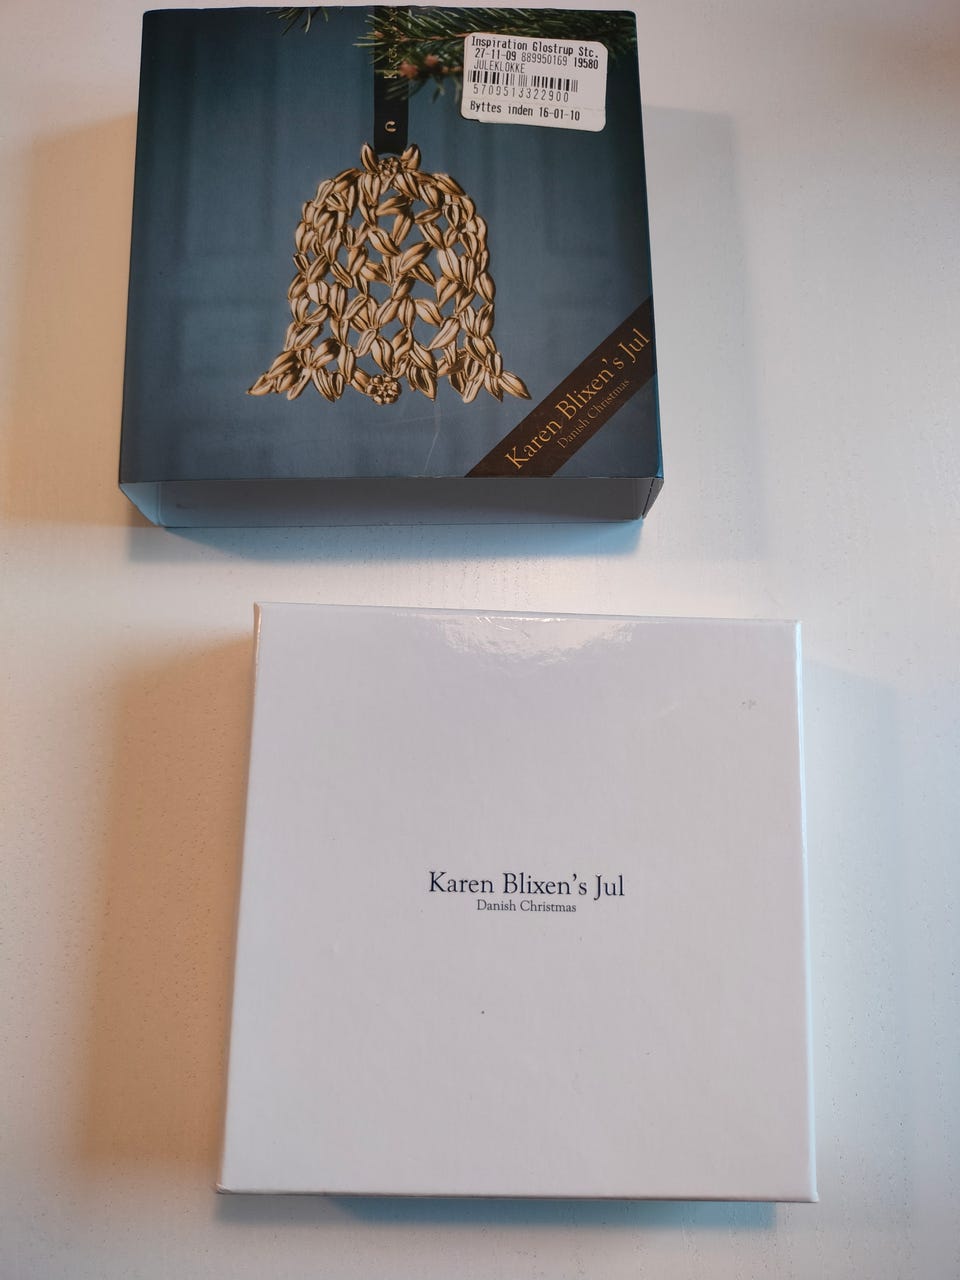 Inspiration Glostrup Stc.
27-11-09 889950169 19580
JULEKLOKKE
5709513322900
Byttes inden 16-01-10
Karen Blixen's Jul
Danish Christmas
Karen Blixen's Jul
Danish Christmas